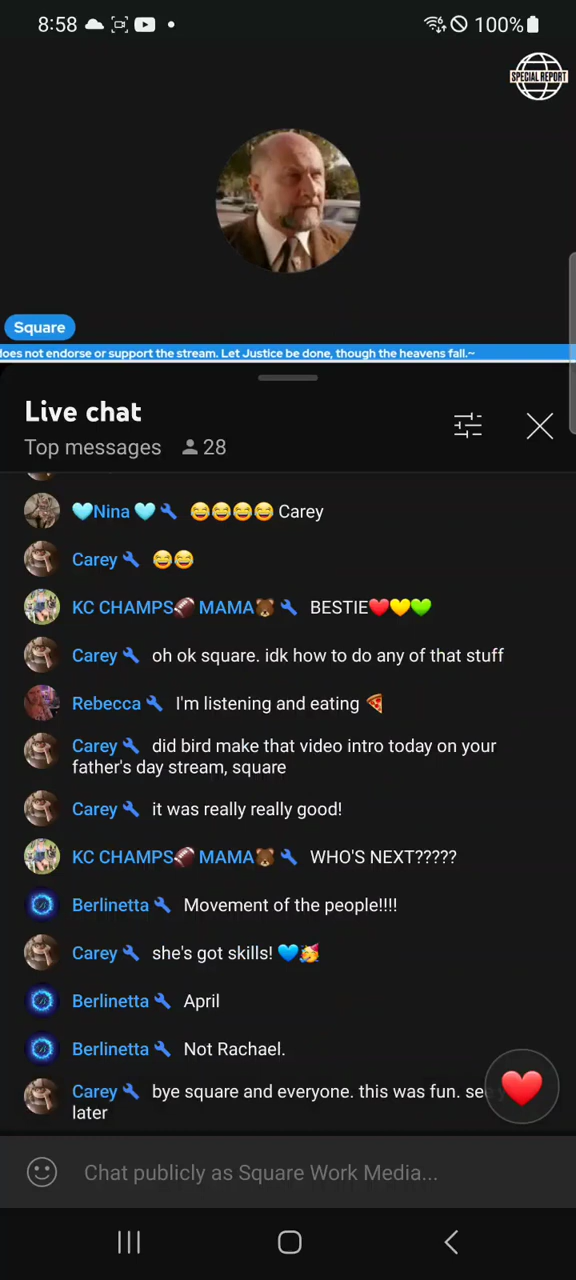 8:58
100%
SPECIAL REPORT
Square
does not endorse or support the stream. Let Justice be done, though the heavens fall.~
Live chat
Top messages 28
🩵Nina🩵 😂😂😂😂 Carey
Carey 😂😂
KC CHAMPS🏈 MAMA🐻 BESTIE❤️💛💚
Carey oh ok square. idk how to do any of that stuff
Rebecca I'm listening and eating 🍕
Carey did bird make that video intro today on your
father's day stream, square
Carey it was really really good!
KC CHAMPS🏈 MAMA🐻 WHO'S NEXT?????
Berlinetta Movement of the people!!!!
Carey she's got skills! 💙🥳
Berlinetta April
Berlinetta Not Rachael.
Carey bye square and everyone. this was fun. see
later
Chat publicly as Square Work Media...